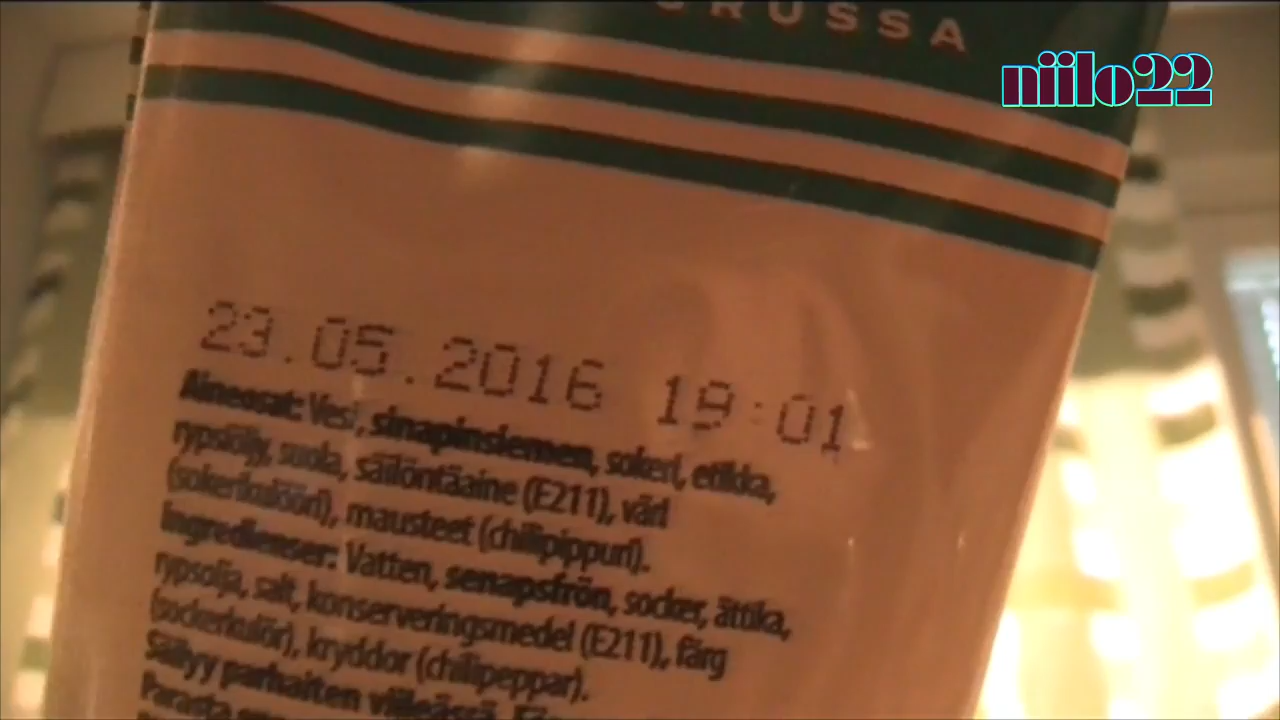 RUSSA
niilo22
23.05.2016 19:01
Ainesosat: Vesi, sinapinsiemen, sokeri, etikka,
rypsiöljy, suola, säilöntäaine (E211), väri
(sokerikulööri), mausteet (chilipippuri).
Ingredienser: Vatten, senapsfrön, socker, ättika,
rypsolja, salt, konserveringsmedel (E211), färg
(sockerkulör), kryddor (chilipeppar).
Säilyy parhaiten viileässä.
Parasta